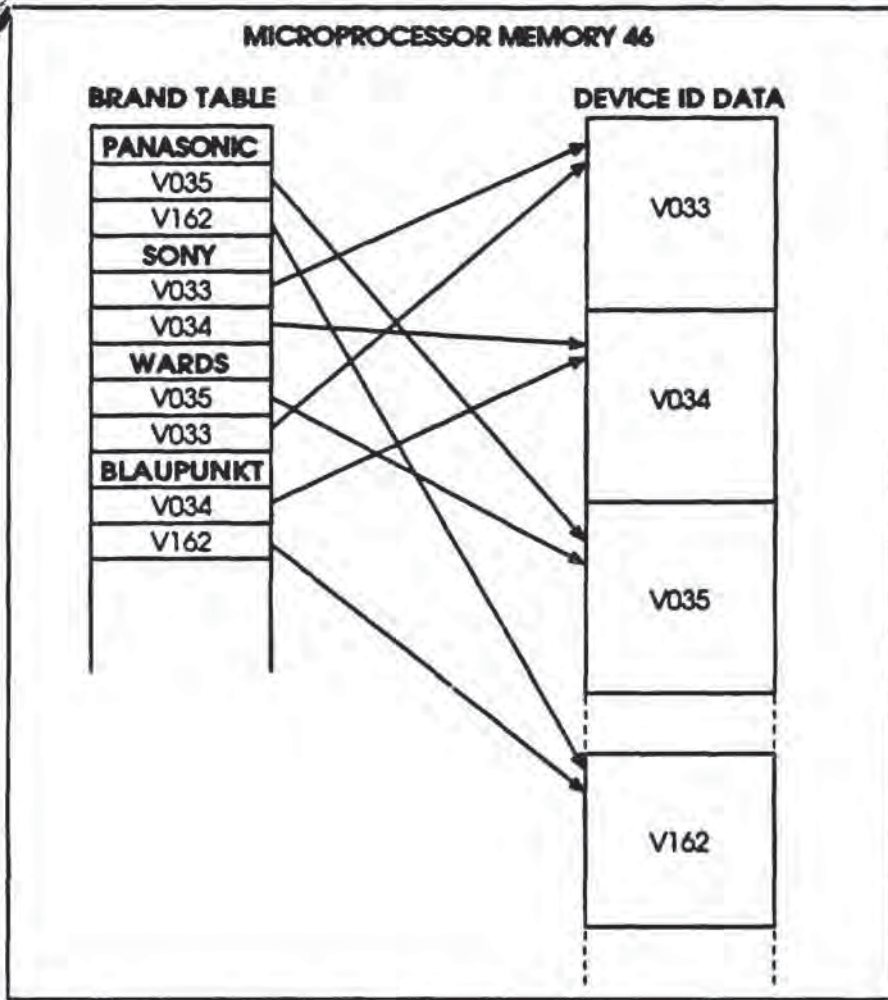 MICROPROCESSOR MEMORY 46
BRAND TABLE
PANASONIC
V035
V162
SONY
V033
V034
WARDS
V035
V033
BLAUPUNKT
V034
V162
DEVICE ID DATA
V033
V034
V035
V162